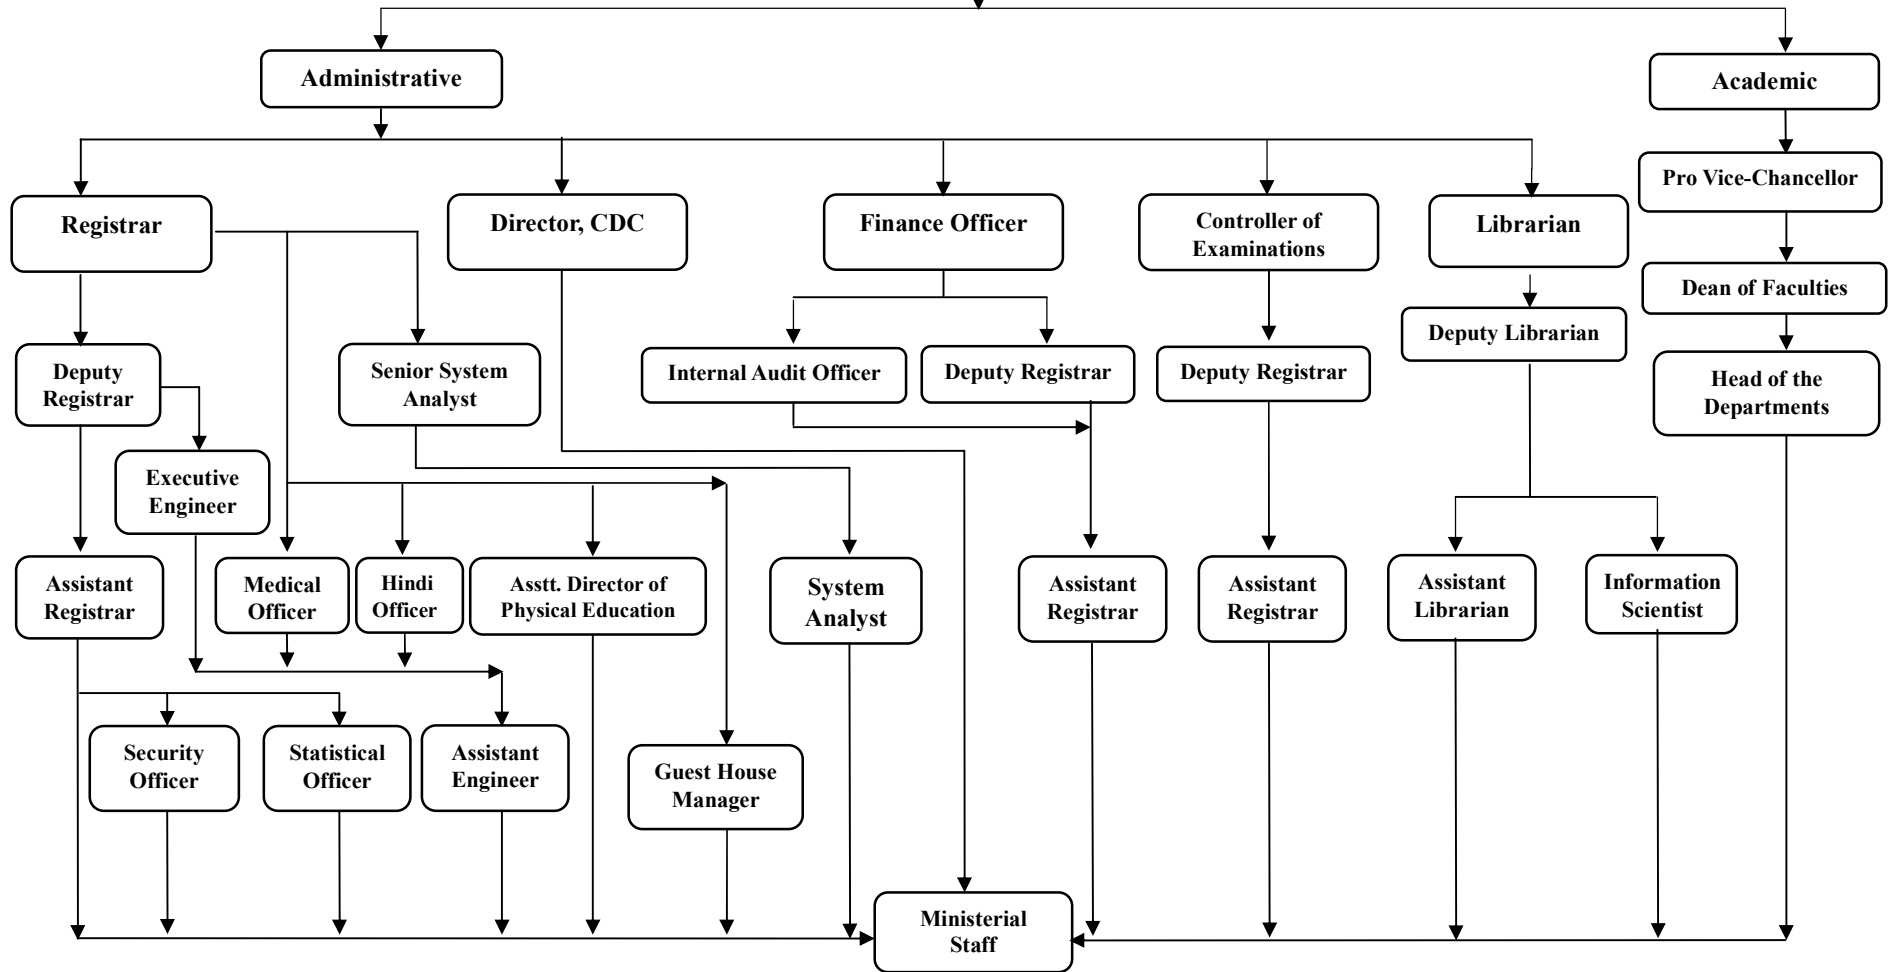 Administrative
Academic
Pro Vice-Chancellor
Registrar
Director, CDC
Finance Officer
Controller of
Examinations
Librarian
Dean of Faculties
Deputy Librarian
Deputy
Registrar
Senior System
Analyst
Internal Audit Officer
Deputy Registrar
Deputy Registrar
Head of the
Departments
Executive
Engineer
Assistant
Registrar
Medical
Officer
Hindi
Officer
Asstt. Director of
Physical Education
System
Analyst
Assistant
Registrar
Assistant
Registrar
Assistant
Librarian
Information
Scientist
Security
Officer
Statistical
Officer
Assistant
Engineer
Guest House
Manager
Ministerial
Staff